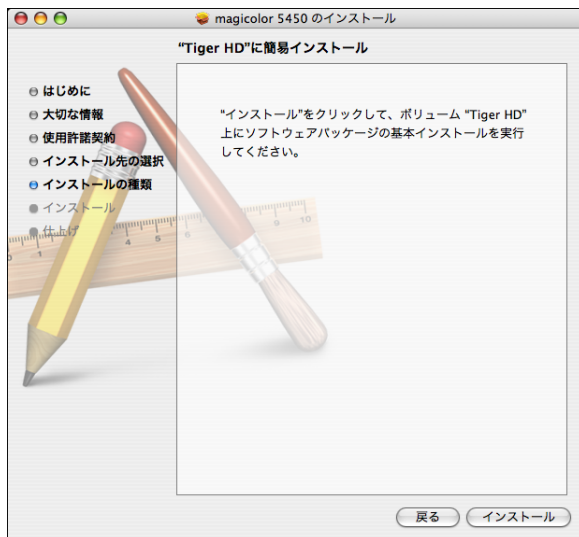 magicolor 5450 のインストール
"Tiger HD"に簡易インストール
はじめに
大切な情報
使用許諾契約
インストール先の選択
インストールの種類
インストール
仕上げ
"インストール"をクリックして、ボリューム "Tiger HD"
上にソフトウェアパッケージの基本インストールを実行
してください。
1
4
5
6
10
戻る
インストール